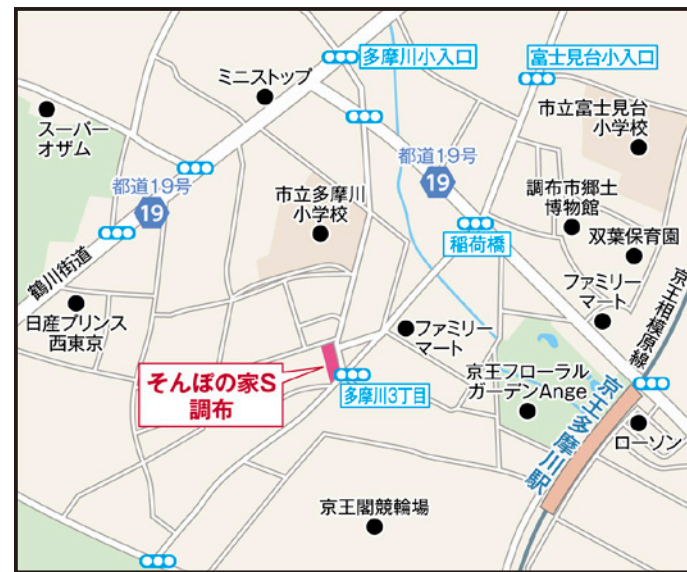 多摩川小入口
富士見台小入口
ミニストップ
スーパー
オザム
市立富士見台
小学校
都道19号
19
都道19号
19
市立多摩川
小学校
調布市郷土
博物館
双葉保育園
稲荷橋
鶴川街道
日産プリンス
西東京
ファミリー
マート
ファミリー
マート
京王相模原線
そんぽの家S
調布
多摩川3丁目
京王フローラル
ガーデンAnge
京王多摩川駅
ローソン
京王閣競輪場